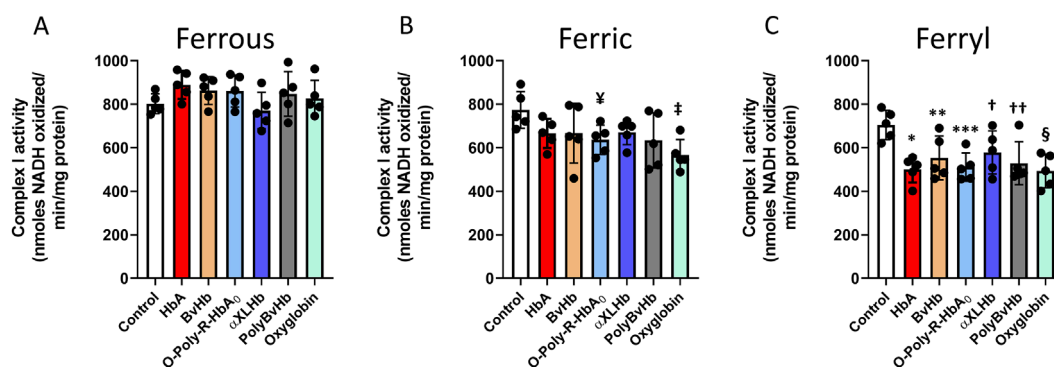 A
Ferrous
Complex I activity
(nmoles NADH oxidized/
min/mg protein)
1000
800
600
400
200
0
Control
HbA
BvHb
O-Poly-R-HbA₀
αXLHb
PolyBvHb
Oxyglobin
B
Ferric
Complex I activity
(nmoles NADH oxidized/
min/mg protein)
1000
800
600
400
200
0
¥
‡
Control
HbA
BvHb
O-Poly-R-HbA₀
αXLHb
PolyBvHb
Oxyglobin
C
Ferryl
Complex I activity
(nmoles NADH oxidized/
min/mg protein)
1000
800
600
400
200
0
*
**
***
†
††
§
Control
HbA
BvHb
O-Poly-R-HbA₀
αXLHb
PolyBvHb
Oxyglobin